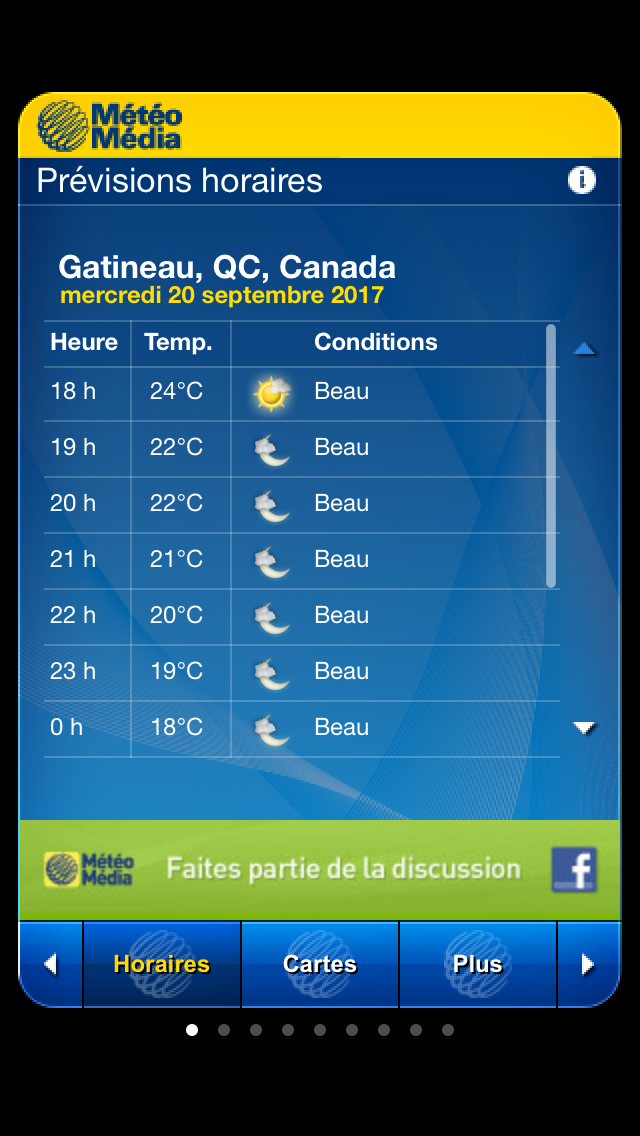 Météo
Média
Prévisions horaires
Gatineau, QC, Canada
mercredi 20 septembre 2017
Heure Temp. Conditions
18 h 24°C Beau
19 h 22°C Beau
20 h 22°C Beau
21 h 21°C Beau
22 h 20°C Beau
23 h 19°C Beau
0 h 18°C Beau
Météo
Média
Faites partie de la discussion
f
Horaires Cartes Plus